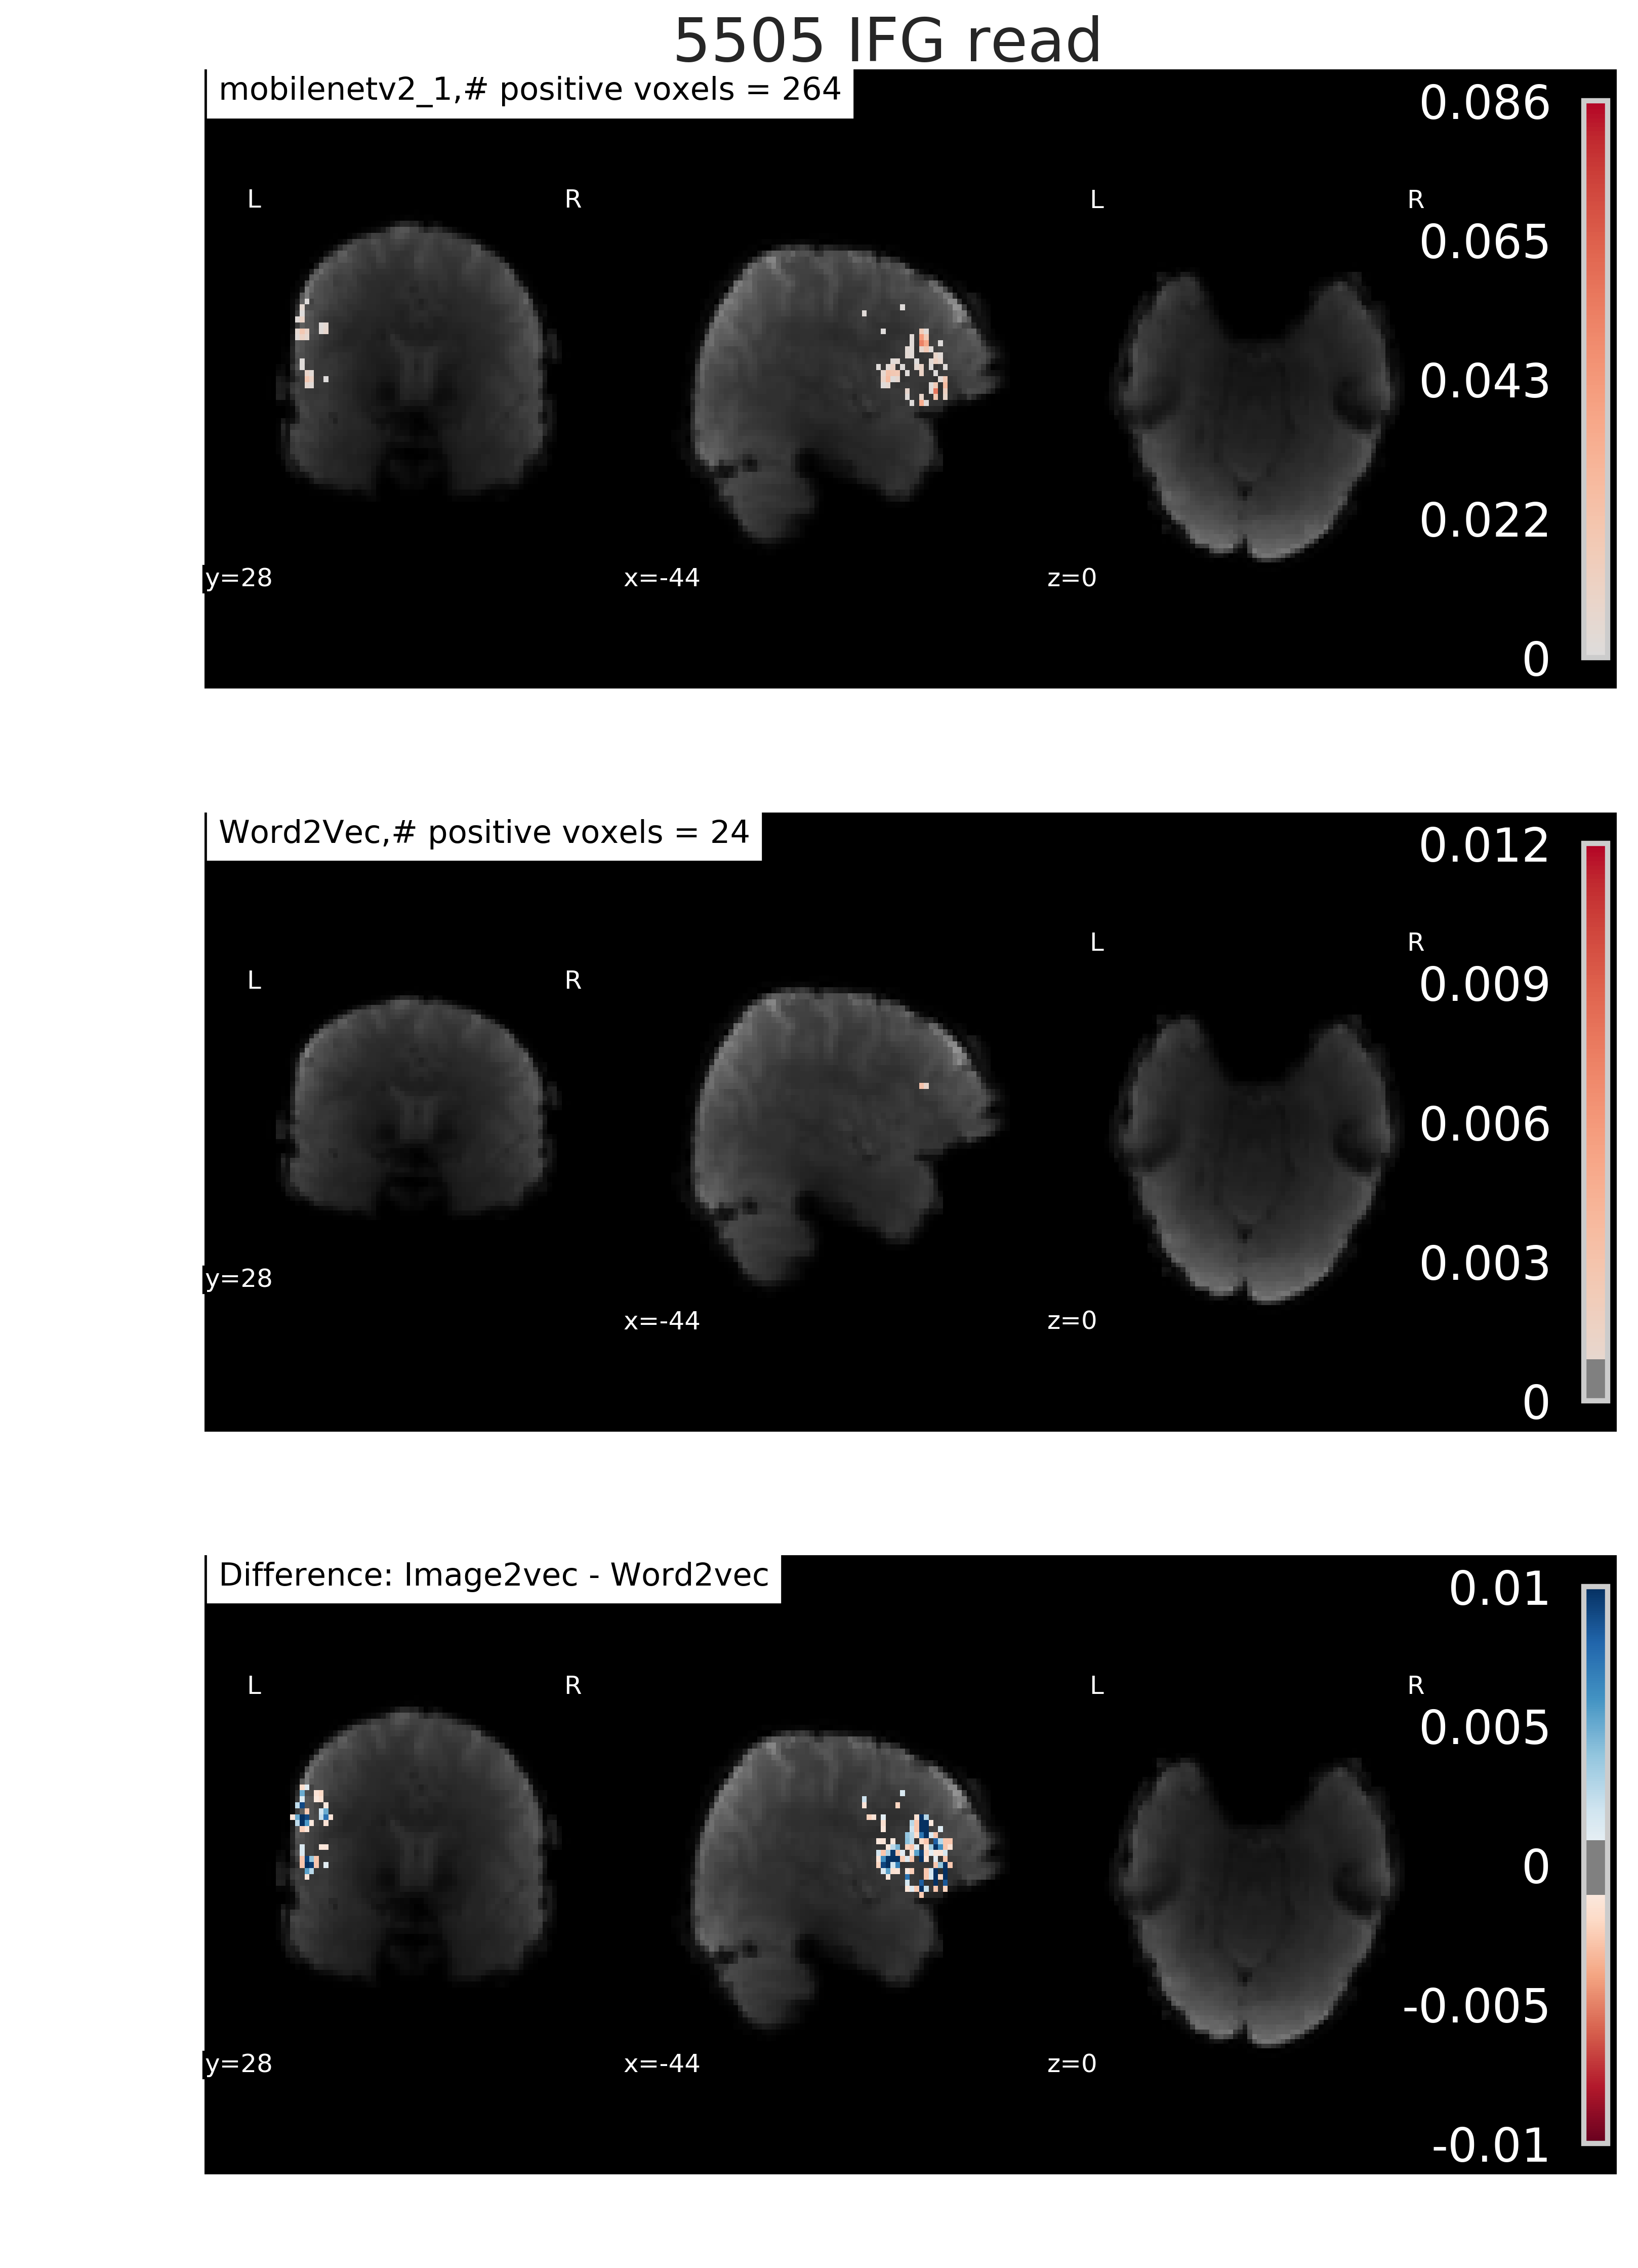 5505 IFG read
mobilenetv2_1,# positive voxels = 264
0.086
L R L R
0.065
0.043
0.022
y=28 x=-44 z=0
0
Word2Vec,# positive voxels = 24
0.012
L R
0.009
L R
0.006
0.003
y=28
x=-44 z=0
0
Difference: Image2vec - Word2vec
0.01
L R L R
0.005
0
-0.005
y=28 x=-44 z=0
-0.01